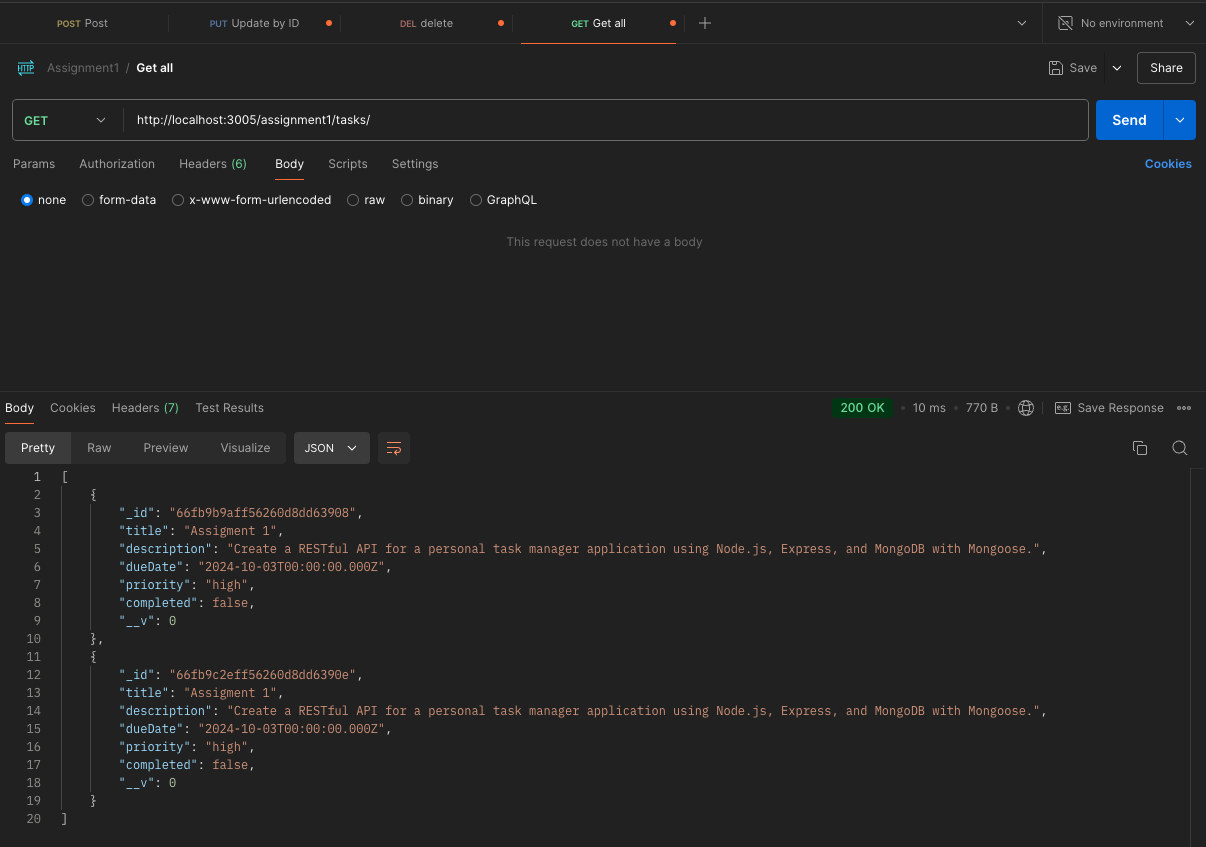 POST Post PUT Update by ID DEL delete GET Get all No environment
HTTP Assignment1 / Get all Save Share
GET http://localhost:3005/assignment1/tasks/ Send
Params Authorization Headers (6) Body Scripts Settings Cookies
none form-data x-www-form-urlencoded raw binary GraphQL
This request does not have a body
Body Cookies Headers (7) Test Results 200 OK 10 ms 770 B e.g. Save Response
Pretty Raw Preview Visualize JSON
1 [
2 {
3 "_id": "66fb9b9aff56260d8dd63908",
4 "title": "Assigment 1",
5 "description": "Create a RESTful API for a personal task manager application using Node.js, Express, and MongoDB with Mongoose.",
6 "dueDate": "2024-10-03T00:00:00.000Z",
7 "priority": "high",
8 "completed": false,
9 "__v": 0
10 },
11 {
12 "_id": "66fb9c2eff56260d8dd6390e",
13 "title": "Assigment 1",
14 "description": "Create a RESTful API for a personal task manager application using Node.js, Express, and MongoDB with Mongoose.",
15 "dueDate": "2024-10-03T00:00:00.000Z",
16 "priority": "high",
17 "completed": false,
18 "__v": 0
19 }
20 ]